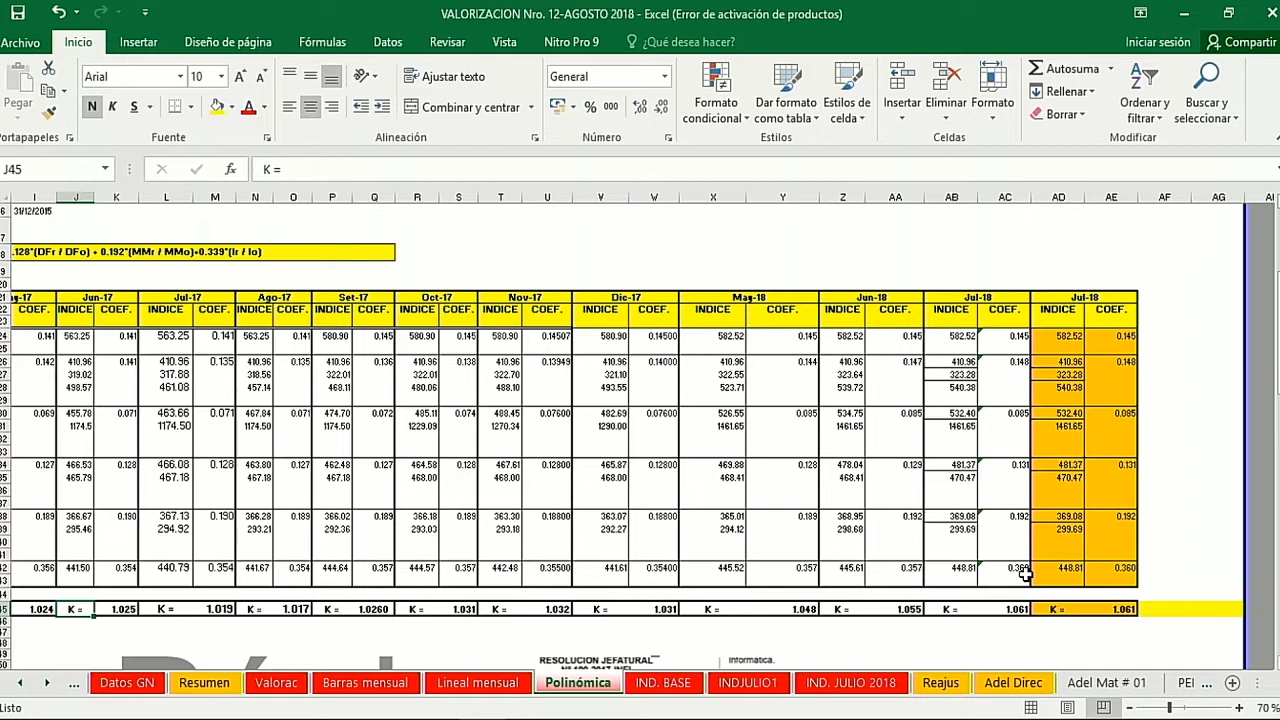 VALORIZACION Nro. 12-AGOSTO 2018 - Excel (Error de activación de productos)
Archivo Inicio Insertar Diseño de página Fórmulas Datos Revisar Vista Nitro Pro 9 ¿Qué desea hacer? Iniciar sesión Compartir
Pegar Arial 10 Ajustar texto General Formato condicional Dar formato como tabla Estilos de celda Insertar Eliminar Formato Autosuma Rellenar Borrar Ordenar y filtrar Buscar y seleccionar
N K S Combinar y centrar % 000
Portapapeles Fuente Alineación Número Estilos Celdas Modificar
J45 fx K =
I J K L M N O P Q R S T U V W X Y Z AA AB AC AD AE AF AG AH
31/12/2015
.128*(DFr / DFo) + 0.192*(MMr / MMo)+0.339*(Ir / Io)
y-17 Jun-17 Jul-17 Ago-17 Set-17 Oct-17 Nov-17 Dic-17 May-18 Jun-18 Jul-18 Jul-18
COEF. INDICE COEF. INDICE COEF. INDICE COEF. INDICE COEF. INDICE COEF. INDICE COEF. INDICE COEF. INDICE COEF. INDICE COEF. INDICE COEF. INDICE COEF.
0.141 563.25 0.141 563.25 0.141 563.25 0.141 580.90 0.145 580.90 0.145 580.90 0.14507 580.90 0.14500 582.52 0.145 582.52 0.145 582.52 0.145 582.52 0.145
0.142 410.96 0.141 410.96 0.135 410.96 0.135 410.96 0.136 410.96 0.138 410.96 0.13949 410.96 0.14000 410.96 0.144 410.96 0.147 410.96 0.148 410.96 0.148
319.02 317.88 318.56 322.01 322.01 322.70 321.10 322.55 323.64 323.28 323.28
498.57 461.08 457.14 468.11 480.06 488.10 493.55 523.71 539.72 540.38 540.38
0.069 455.78 0.071 463.66 0.071 467.84 0.071 474.70 0.072 485.11 0.074 488.45 0.07600 482.69 0.07600 526.55 0.085 534.75 0.085 532.40 0.085 532.40 0.085
1174.5 1174.50 1174.50 1174.50 1229.09 1270.34 1290.00 1461.65 1461.65 1461.65 1461.65
0.127 466.53 0.128 466.08 0.128 463.80 0.127 462.48 0.127 464.58 0.128 467.61 0.12800 465.87 0.12800 469.88 0.128 478.04 0.129 481.37 0.131 481.37 0.131
465.79 467.18 467.18 467.18 468.00 468.00 468.00 468.41 468.41 470.47 470.47
0.189 366.67 0.190 367.13 0.190 366.28 0.189 366.02 0.189 365.01 0.189 363.30 0.18800 363.07 0.18800 365.18 0.189 368.95 0.192 369.08 0.192 369.08 0.192
295.46 294.92 293.21 292.36 293.03 293.18 292.27 294.12 298.68 299.69 299.69
0.356 441.50 0.354 440.79 0.354 441.67 0.354 444.64 0.357 444.57 0.357 442.48 0.35500 441.61 0.35400 445.52 0.357 445.61 0.357 448.81 448.81 0.360
1.024 K = 1.025 K = 1.019 K = 1.017 K = 1.0260 K = 1.031 K = 1.032 K = 1.031 K = 1.048 K = 1.055 K = 1.061 K = 1.061
RESOLUCION JEFATURAL Informatica.
... Datos GN Resumen Valorac Barras mensual Lineal mensual Polinómica IND. BASE INDJULIO1 IND. JULIO 2018 Reajus Adel Direc Adel Mat # 01 PEI ...
Listo 70 %